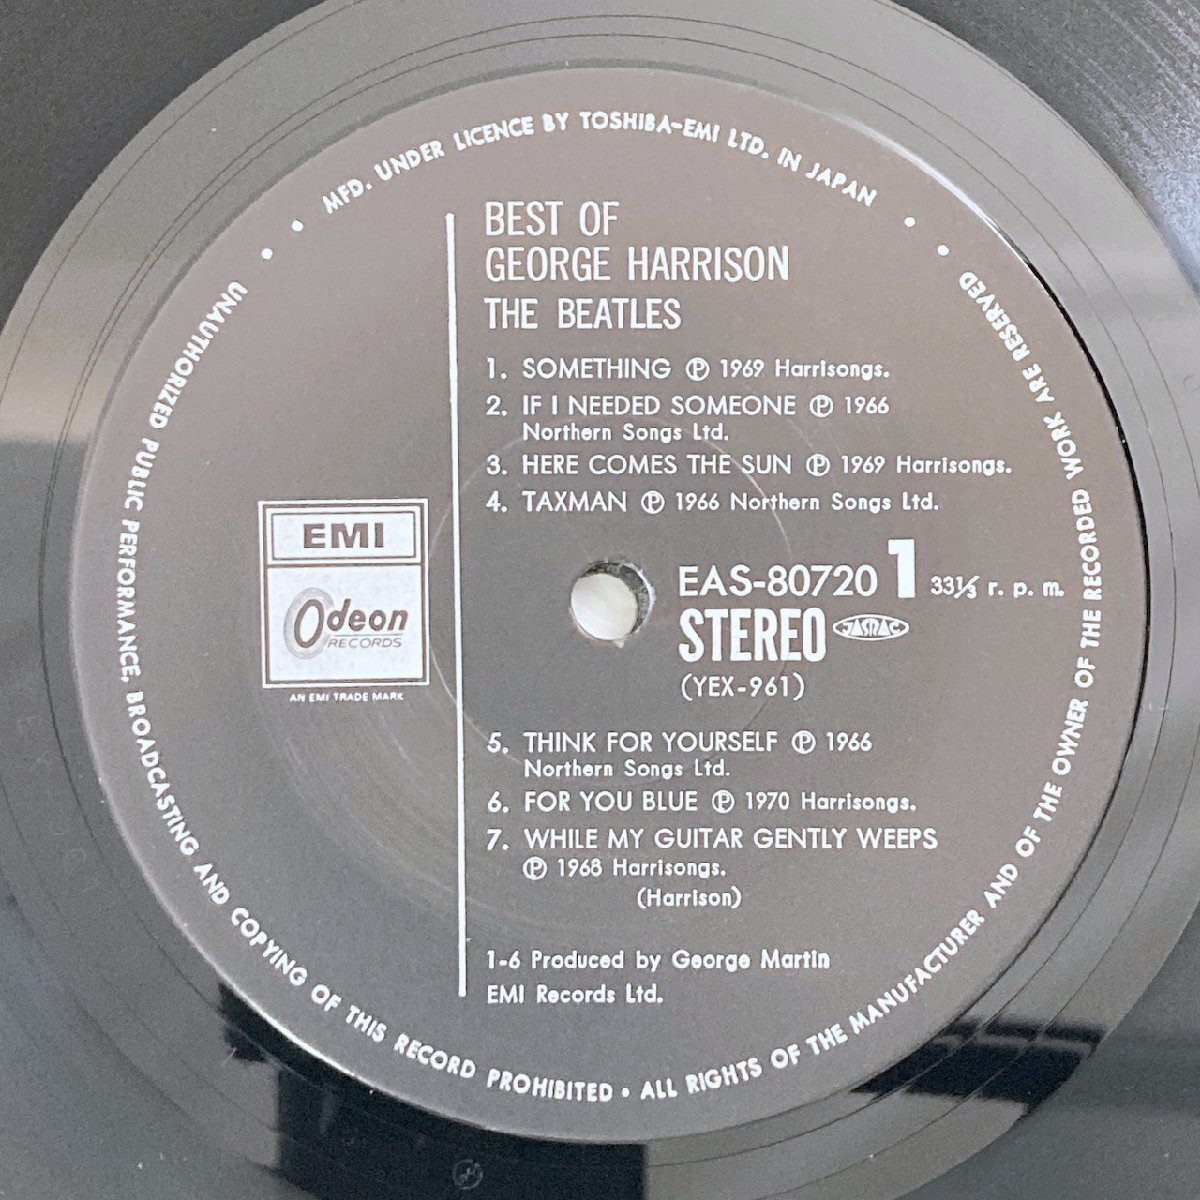 MFD. UNDER LICENCE BY TOSHIBA-EMI LTD. IN JAPAN
BEST OF
GEORGE HARRISON
THE BEATLES
1. SOMETHING Ⓟ 1969 Harrisongs.
2. IF I NEEDED SOMEONE Ⓟ 1966
Northern Songs Ltd.
3. HERE COMES THE SUN Ⓟ 1969 Harrisongs.
4. TAXMAN Ⓟ 1966 Northern Songs Ltd.
EMI
Odeon
RECORDS
AN EMI TRADE MARK
EAS-80720 1 33⅓ r. p. m.
STEREO JASRAC
(YEX-961)
5. THINK FOR YOURSELF Ⓟ 1966
Northern Songs Ltd.
6. FOR YOU BLUE Ⓟ 1970 Harrisongs.
7. WHILE MY GUITAR GENTLY WEEPS
Ⓟ 1968 Harrisongs.
(Harrison)
1-6 Produced by George Martin
EMI Records Ltd.
UNAUTHORIZED PUBLIC PERFORMANCE, BROADCASTING AND COPYING OF THIS RECORD PROHIBITED • ALL RIGHTS OF THE MANUFACTURER AND OF THE OWNER OF THE RECORDED WORK ARE RESERVED